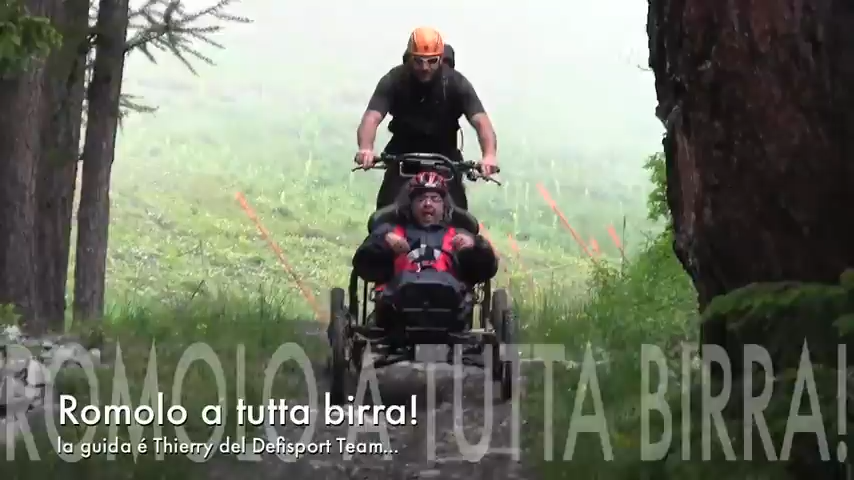 ROMOLO A TUTTA BIRRA!
Romolo a tutta birra!
la guida é Thierry del Defisport Team...